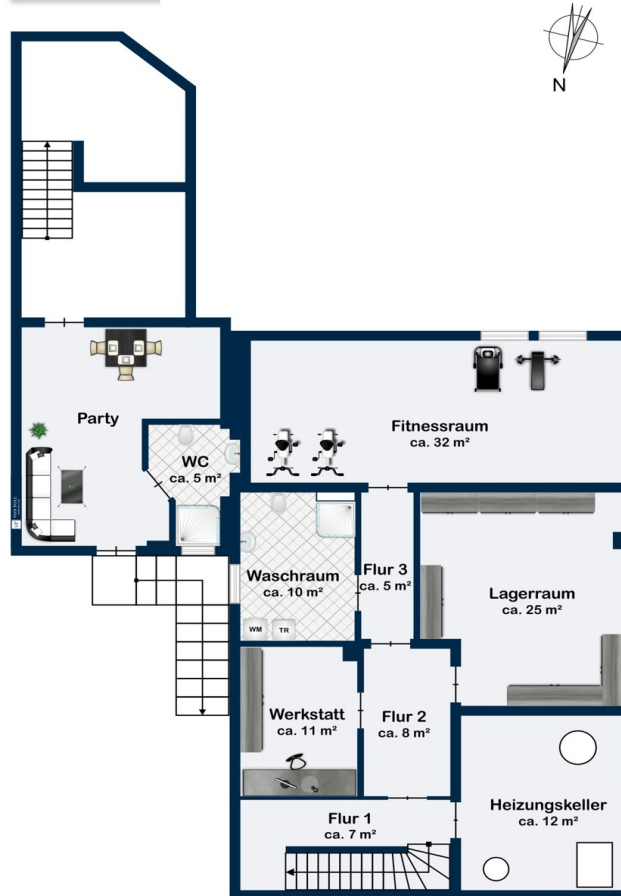 N
Party
WC
ca. 5 m²
Fitnessraum
ca. 32 m²
Waschraum
ca. 10 m²
WM TR
Flur 3
ca. 5 m²
Lagerraum
ca. 25 m²
Werkstatt
ca. 11 m²
Flur 2
ca. 8 m²
Flur 1
ca. 7 m²
Heizungskeller
ca. 12 m²